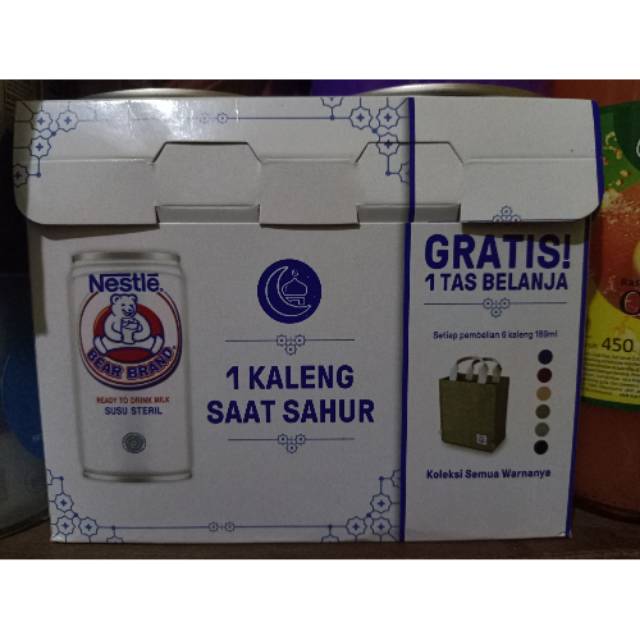 Nestlé.
BEAR BRAND.
READY TO DRINK MILK
SUSU STERIL
1 KALENG
SAAT SAHUR
GRATIS!
1 TAS BELANJA
Setiap pembelian 6 kaleng 189ml
Koleksi Semua Warnanya
450